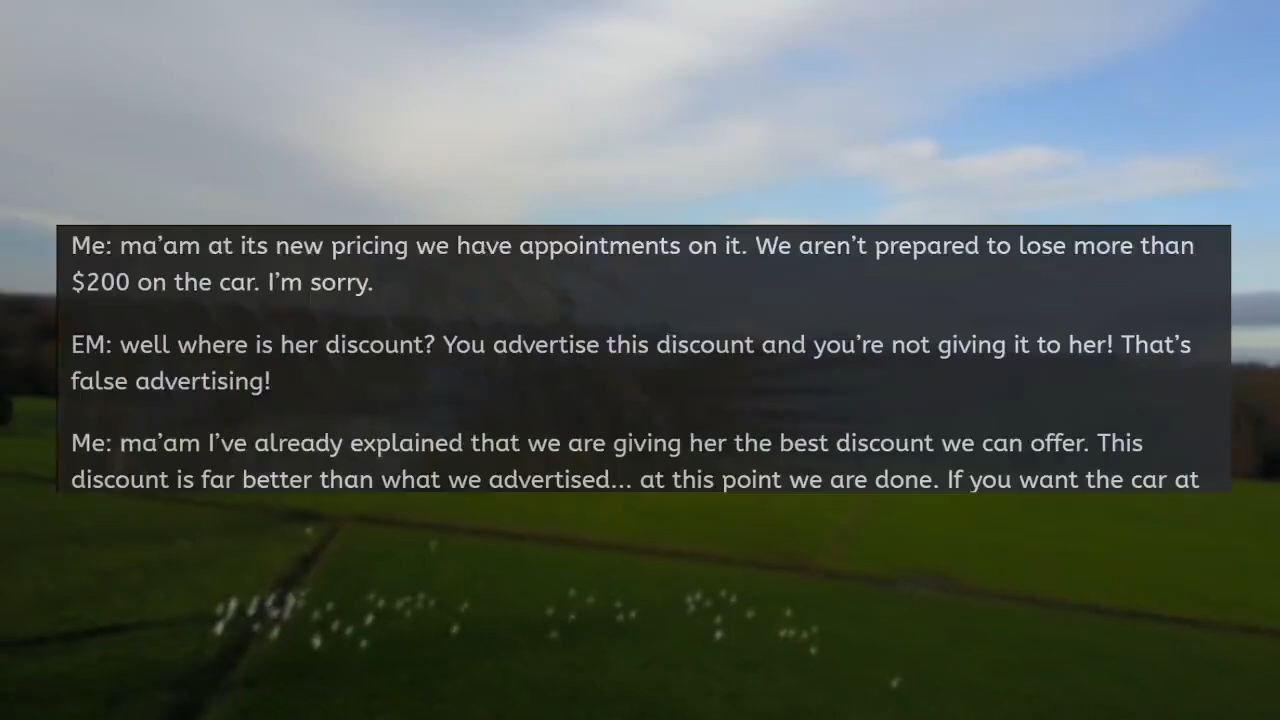 Me: ma’am at its new pricing we have appointments on it. We aren’t prepared to lose more than
$200 on the car. I’m sorry.
EM: well where is her discount? You advertise this discount and you’re not giving it to her! That’s
false advertising!
Me: ma’am I’ve already explained that we are giving her the best discount we can offer. This
discount is far better than what we advertised... at this point we are done. If you want the car at